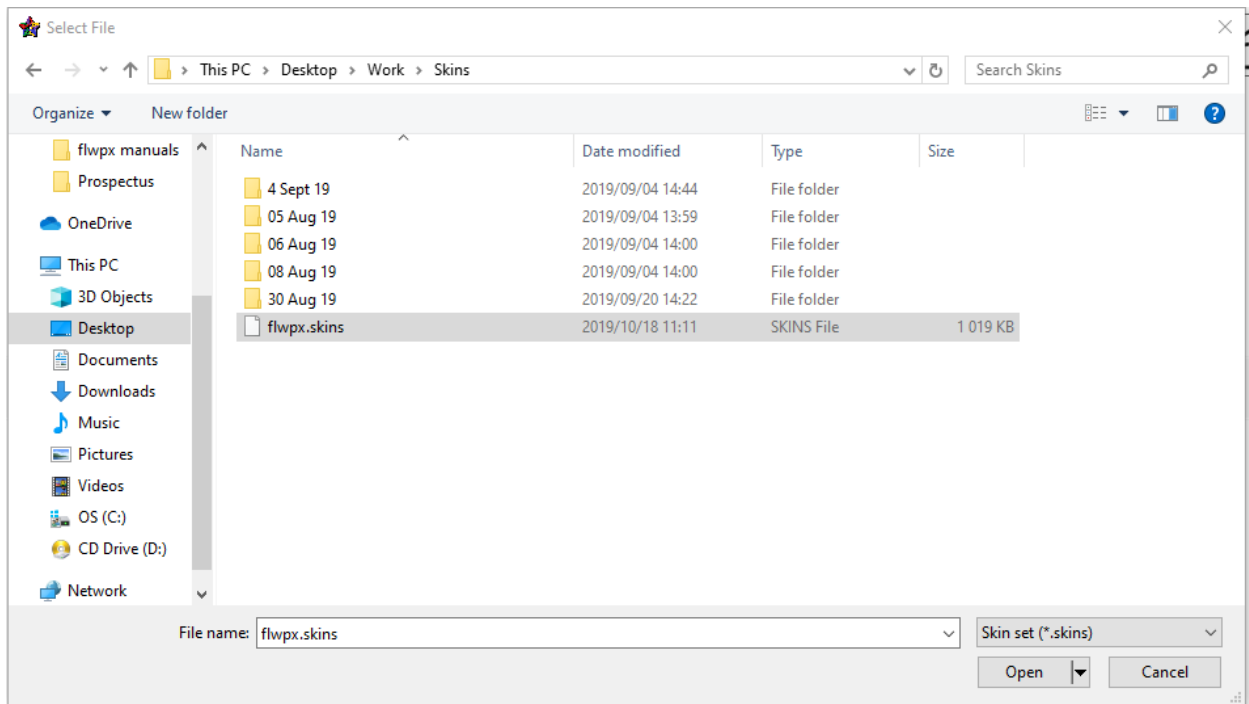 Select File
This PC > Desktop > Work > Skins
Search Skins
Organize
New folder
?
flwpx manuals
Prospectus
OneDrive
This PC
3D Objects
Desktop
Documents
Downloads
Music
Pictures
Videos
OS (C:)
CD Drive (D:)
Network
Name Date modified Type Size
4 Sept 19 2019/09/04 14:44 File folder
05 Aug 19 2019/09/04 13:59 File folder
06 Aug 19 2019/09/04 14:00 File folder
08 Aug 19 2019/09/04 14:00 File folder
30 Aug 19 2019/09/20 14:22 File folder
flwpx.skins 2019/10/18 11:11 SKINS File 1 019 KB
File name: flwpx.skins
Skin set (*.skins)
Open
Cancel